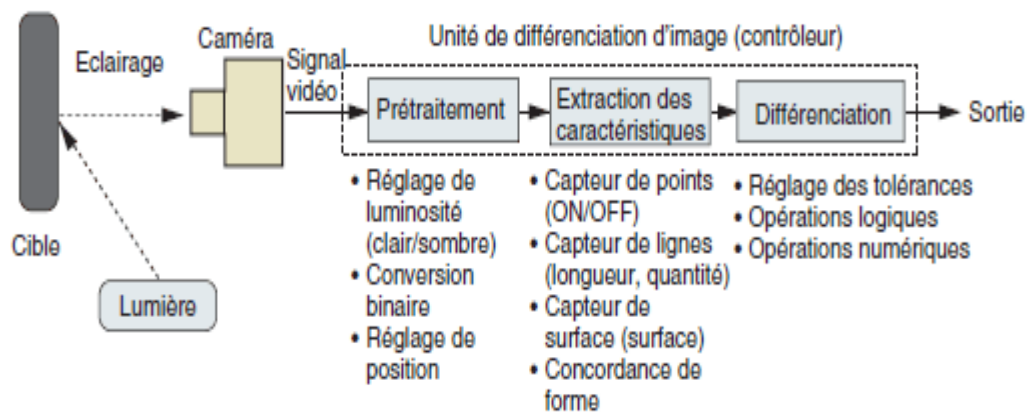 Caméra
Unité de différenciation d'image (contrôleur)
Eclairage
Signal
vidéo
Prétraitement
Extraction des
caractéristiques
Différenciation
Sortie
Cible
Lumière
• Réglage de
luminosité
(clair/sombre)
• Conversion
binaire
• Réglage de
position
• Capteur de points
(ON/OFF)
• Capteur de lignes
(longueur, quantité)
• Capteur de
surface (surface)
• Concordance de
forme
• Réglage des tolérances
• Opérations logiques
• Opérations numériques